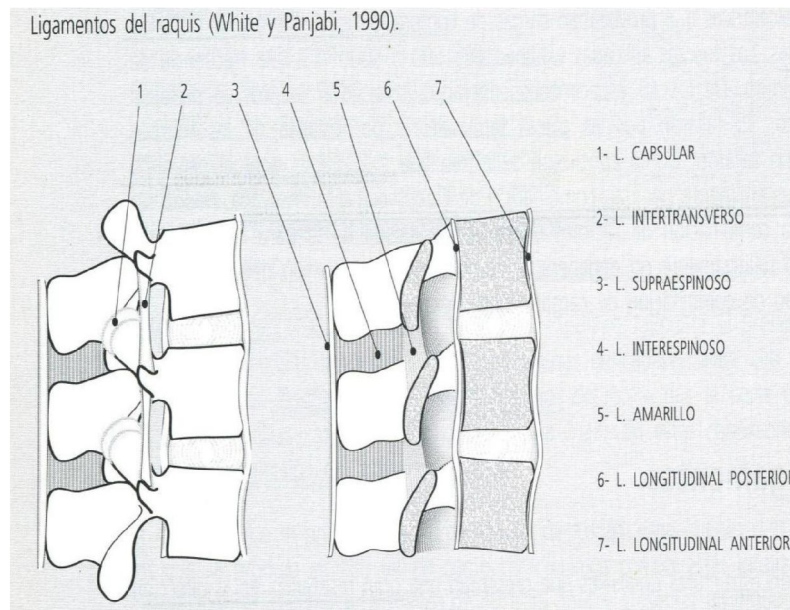 Ligamentos del raquis (White y Panjabi, 1990).
1 2 3 4 5 6 7
1- L. CAPSULAR
2- L. INTERTRANSVERSO
3- L. SUPRAESPINOSO
4- L. INTERESPINOSO
5- L. AMARILLO
6- L. LONGITUDINAL POSTERIOR
7- L. LONGITUDINAL ANTERIOR